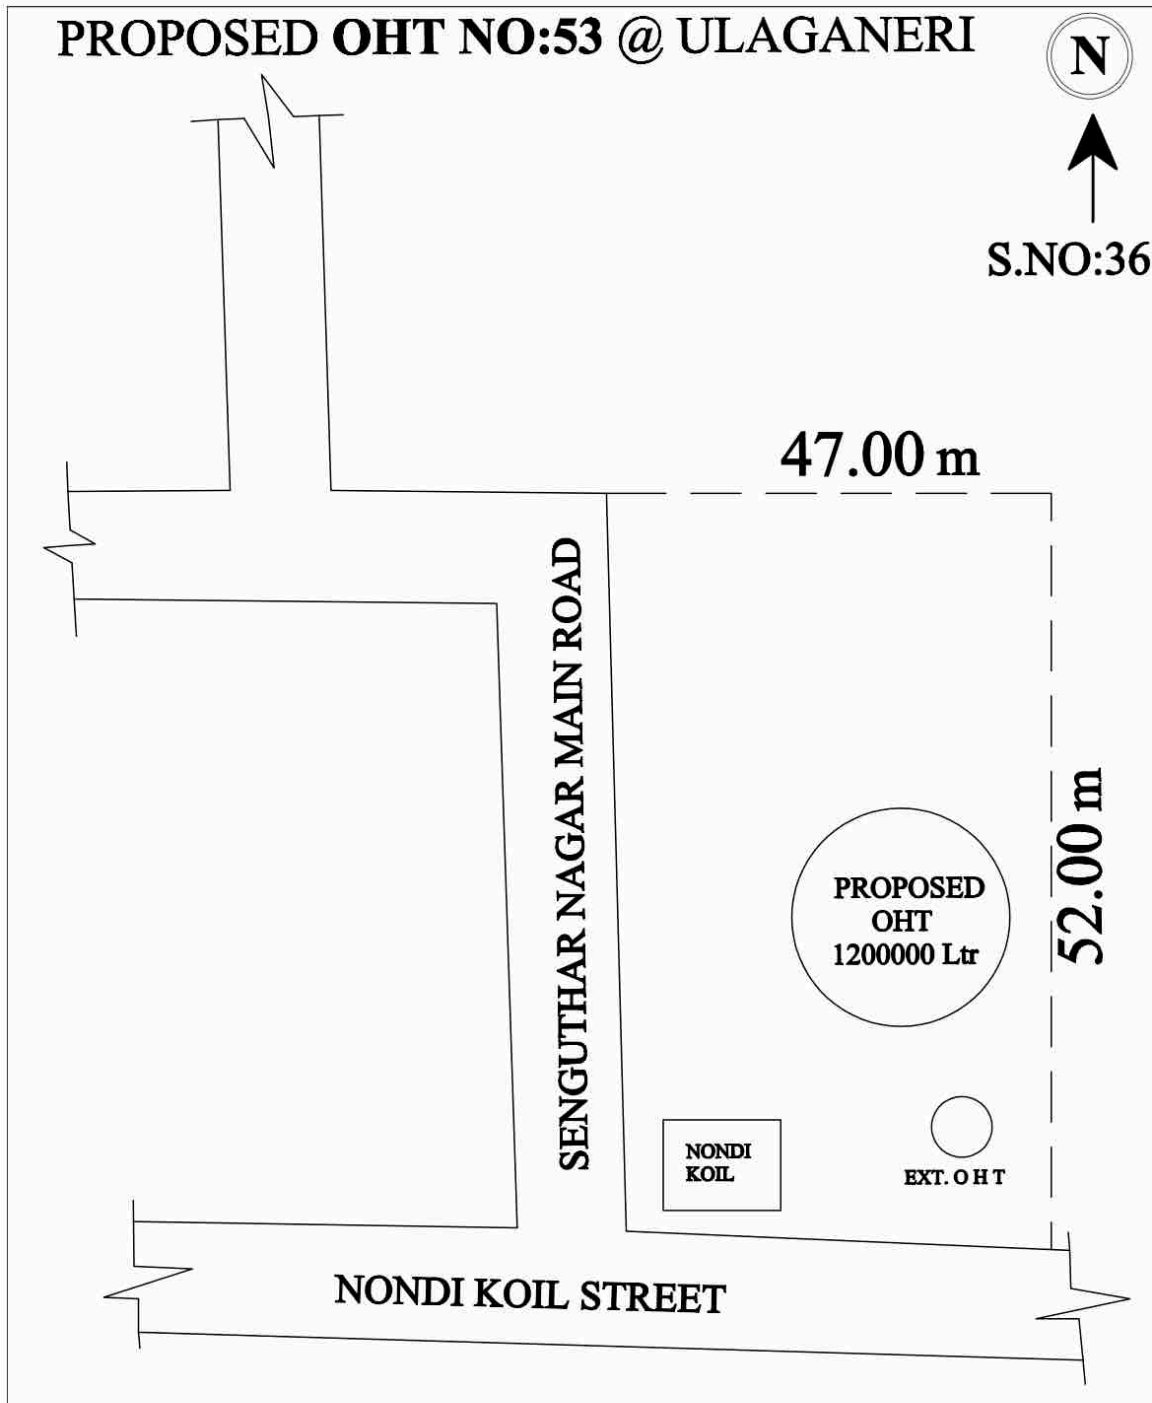 PROPOSED OHT NO:53 @ ULAGANERI
N
S.NO:36
47.00 m
SENGUTHAR NAGAR MAIN ROAD
52.00 m
PROPOSED
OHT
1200000 Ltr
NONDI
KOIL
EXT. O H T
NONDI KOIL STREET